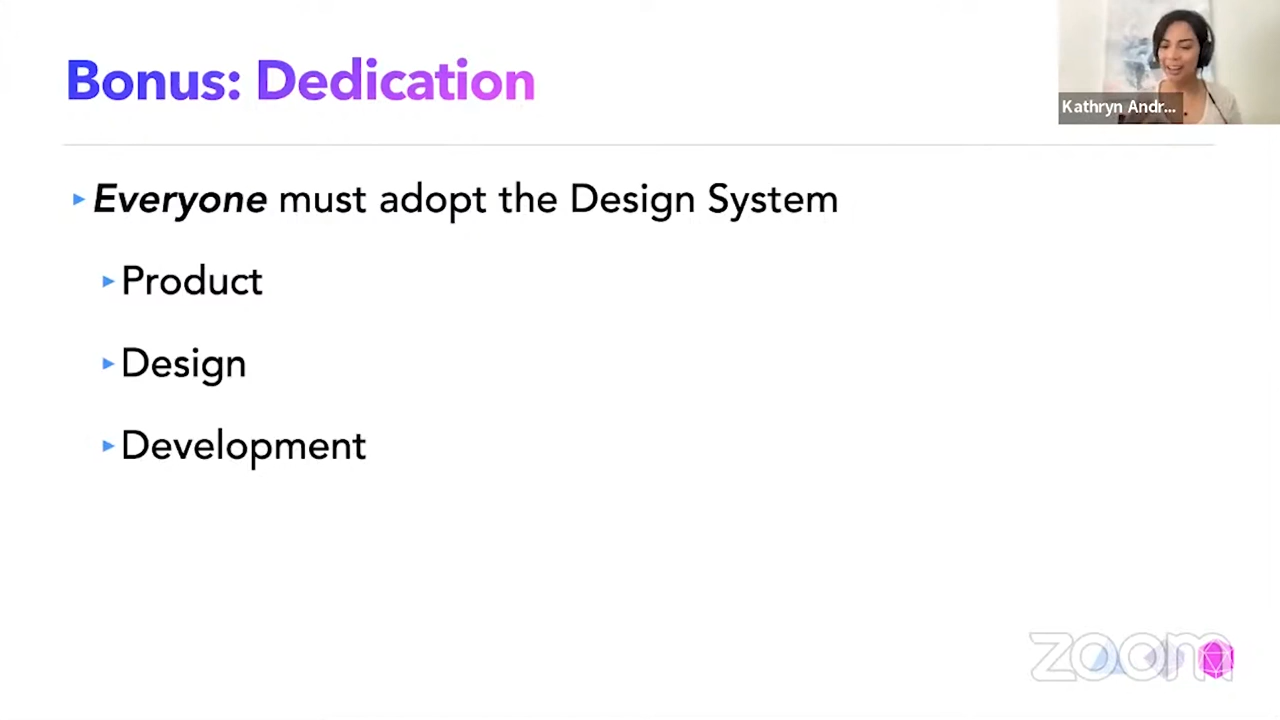 Bonus: Dedication
Kathryn Andr...
Everyone must adopt the Design System
Product
Design
Development
zoom